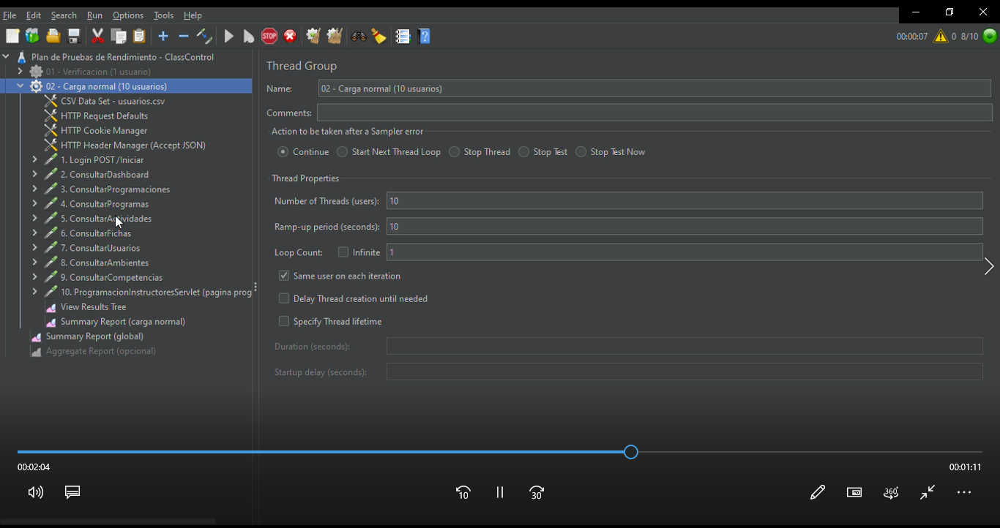 File Edit Search Run Options Tools Help
STOP
00:00:07 0 8/10
Plan de Pruebas de Rendimiento - ClassControl
01 - Verificacion (1 usuario)
02 - Carga normal (10 usuarios)
CSV Data Set - usuarios.csv
HTTP Request Defaults
HTTP Cookie Manager
HTTP Header Manager (Accept JSON)
1. Login POST /Iniciar
2. ConsultarDashboard
3. ConsultarProgramaciones
4. ConsultarProgramas
5. ConsultarActividades
6. ConsultarFichas
7. ConsultarUsuarios
8. ConsultarAmbientes
9. ConsultarCompetencias
10. ProgramacionInstructoresServlet (pagina prog
View Results Tree
Summary Report (carga normal)
Summary Report (global)
Aggregate Report (opcional)
Thread Group
Name: 02 - Carga normal (10 usuarios)
Comments:
Action to be taken after a Sampler error
Continue Start Next Thread Loop Stop Thread Stop Test Stop Test Now
Thread Properties
Number of Threads (users): 10
Ramp-up period (seconds): 10
Loop Count: Infinite 1
Same user on each iteration
Delay Thread creation until needed
Specify Thread lifetime
Duration (seconds):
Startup delay (seconds):
00:02:04 00:01:11
10 30 360°